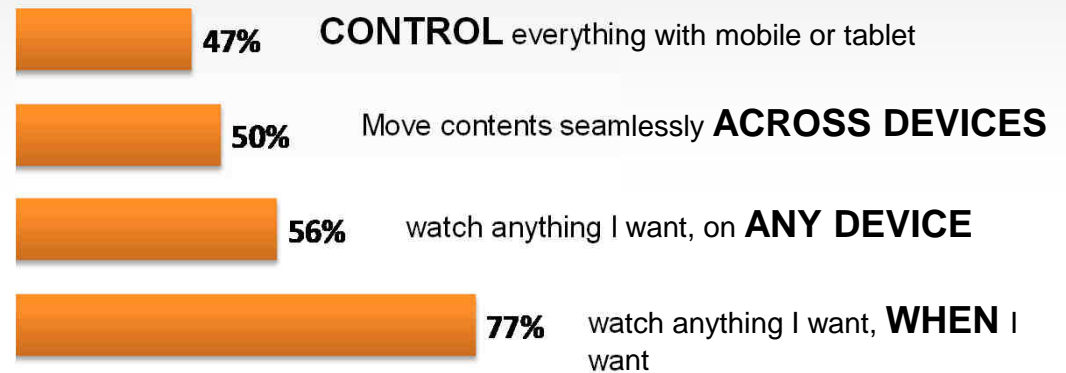 47% CONTROL everything with mobile or tablet
50% Move contents seamlessly ACROSS DEVICES
56% watch anything I want, on ANY DEVICE
77% watch anything I want, WHEN I
want